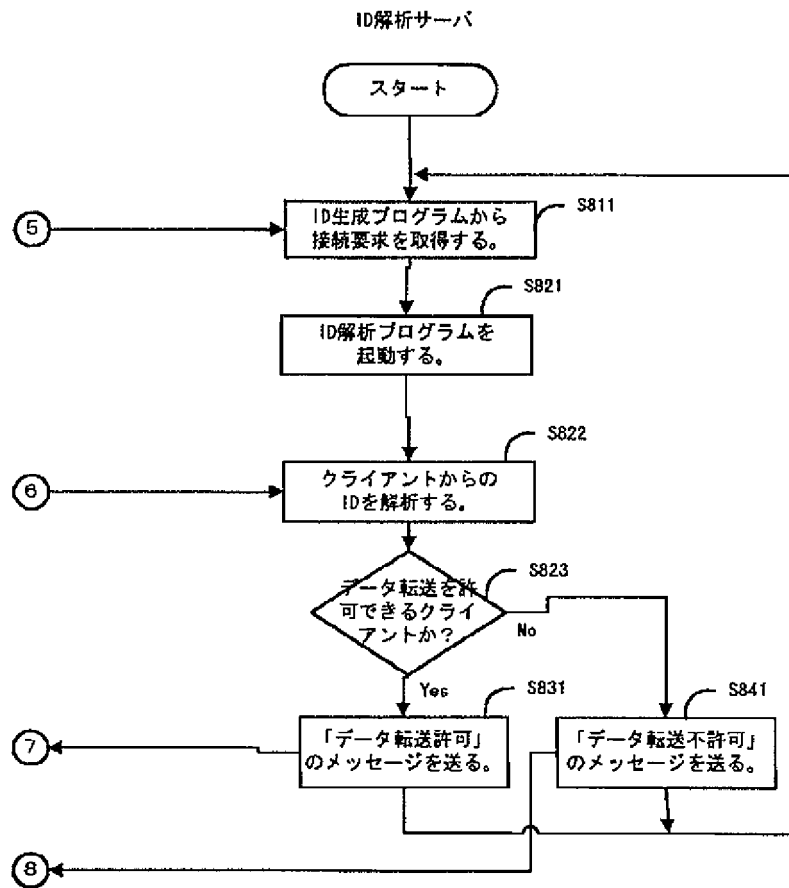 ID解析サーバ
スタート
⑤
ID生成プログラムから
接続要求を取得する。
S811
S821
ID解析プログラムを
起動する。
S822
⑥
クライアントからの
IDを解析する。
S823
データ転送を許
可できるクライ
アントか？
No
Yes
S831
S841
⑦
「データ転送許可」
のメッセージを送る。
「データ転送不許可」
のメッセージを送る。
⑧